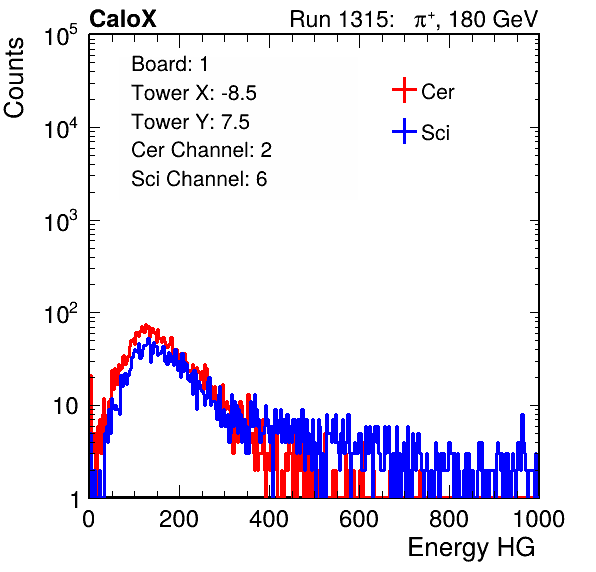 CaloX Run 1315: π⁺, 180 GeV
Counts
10⁵
10⁴
10³
10²
10
1
Board: 1
Tower X: -8.5
Tower Y: 7.5
Cer Channel: 2
Sci Channel: 6
Cer
Sci
0 200 400 600 800 1000
Energy HG